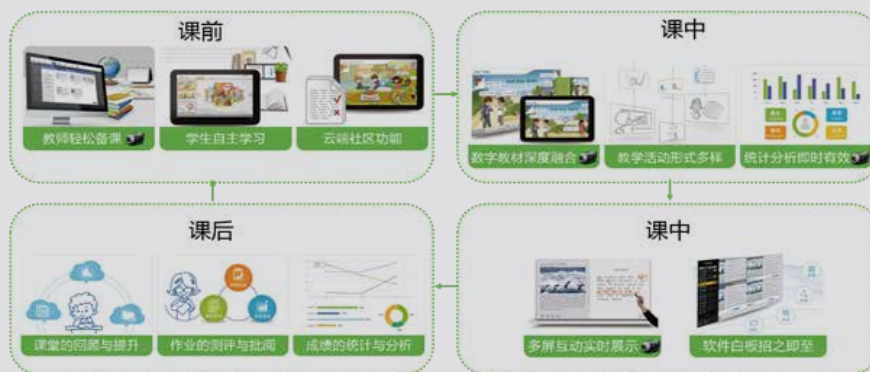 课前
教师轻松备课
学生自主学习
云端社区功能
课中
数字教材深度融合
教学活动形式多样
统计分析即时有效
课后
课堂的回顾与提升
作业的测评与批阅
成绩的统计与分析
课中
多屏互动实时展示
软件白板招之即至